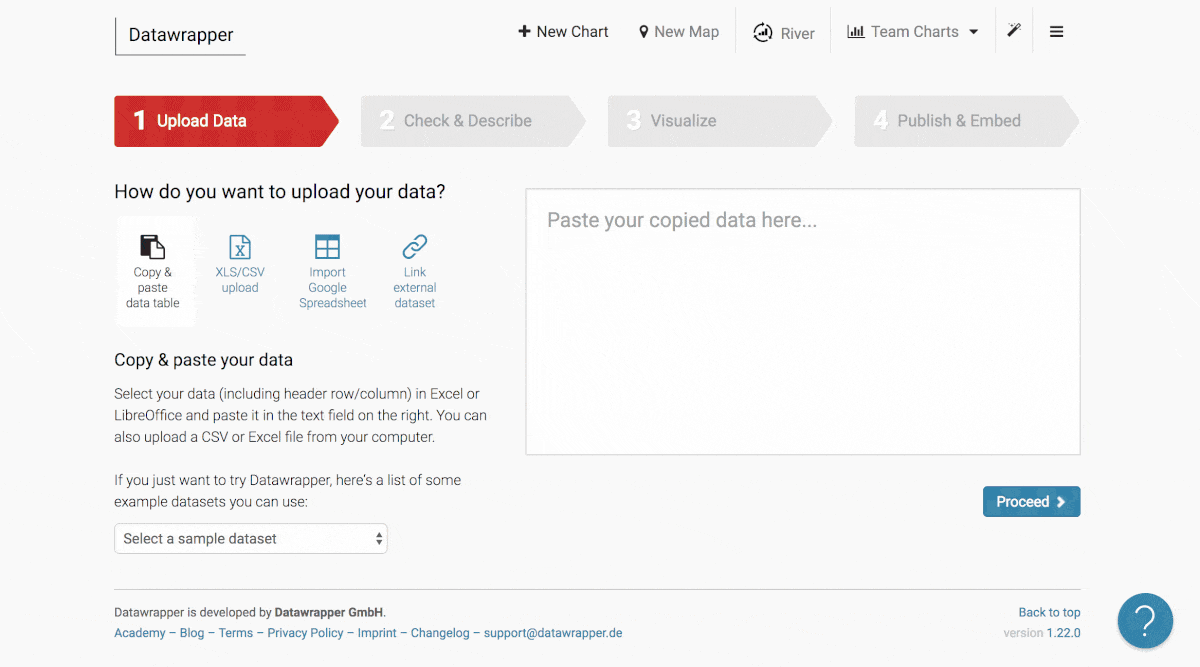 Datawrapper
New Chart
New Map
River
Team Charts
1 Upload Data
2 Check & Describe
3 Visualize
4 Publish & Embed
How do you want to upload your data?
Copy &
paste
data table
XLS/CSV
upload
Import
Google
Spreadsheet
Link
external
dataset
Copy & paste your data
Select your data (including header row/column) in Excel or
LibreOffice and paste it in the text field on the right. You can
also upload a CSV or Excel file from your computer.
If you just want to try Datawrapper, here's a list of some
example datasets you can use:
Select a sample dataset
Paste your copied data here...
Proceed
Datawrapper is developed by Datawrapper GmbH.
Academy – Blog – Terms – Privacy Policy – Imprint – Changelog – support@datawrapper.de
Back to top
version 1.22.0
?